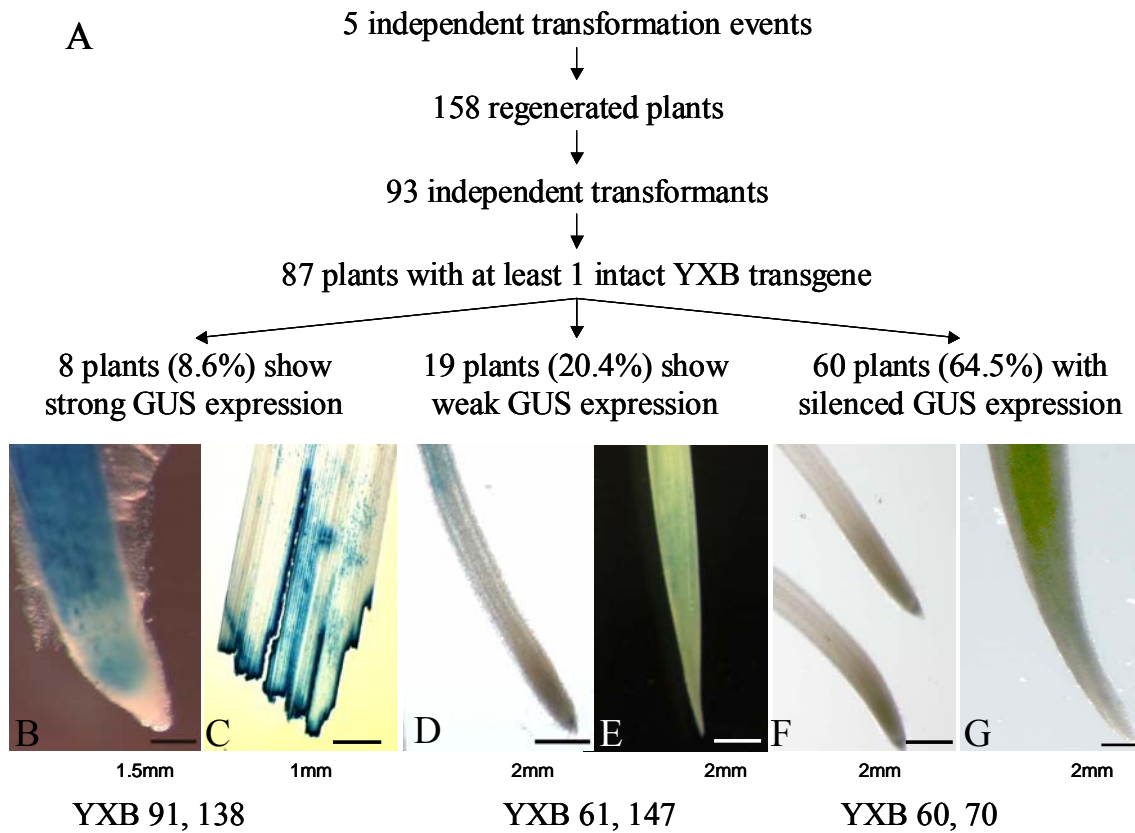 A
5 independent transformation events
158 regenerated plants
93 independent transformants
87 plants with at least 1 intact YXB transgene
8 plants (8.6%) show
strong GUS expression
19 plants (20.4%) show
weak GUS expression
60 plants (64.5%) with
silenced GUS expression
B
C
D
E
F
G
1.5mm
1mm
2mm
2mm
2mm
2mm
YXB 91, 138
YXB 61, 147
YXB 60, 70